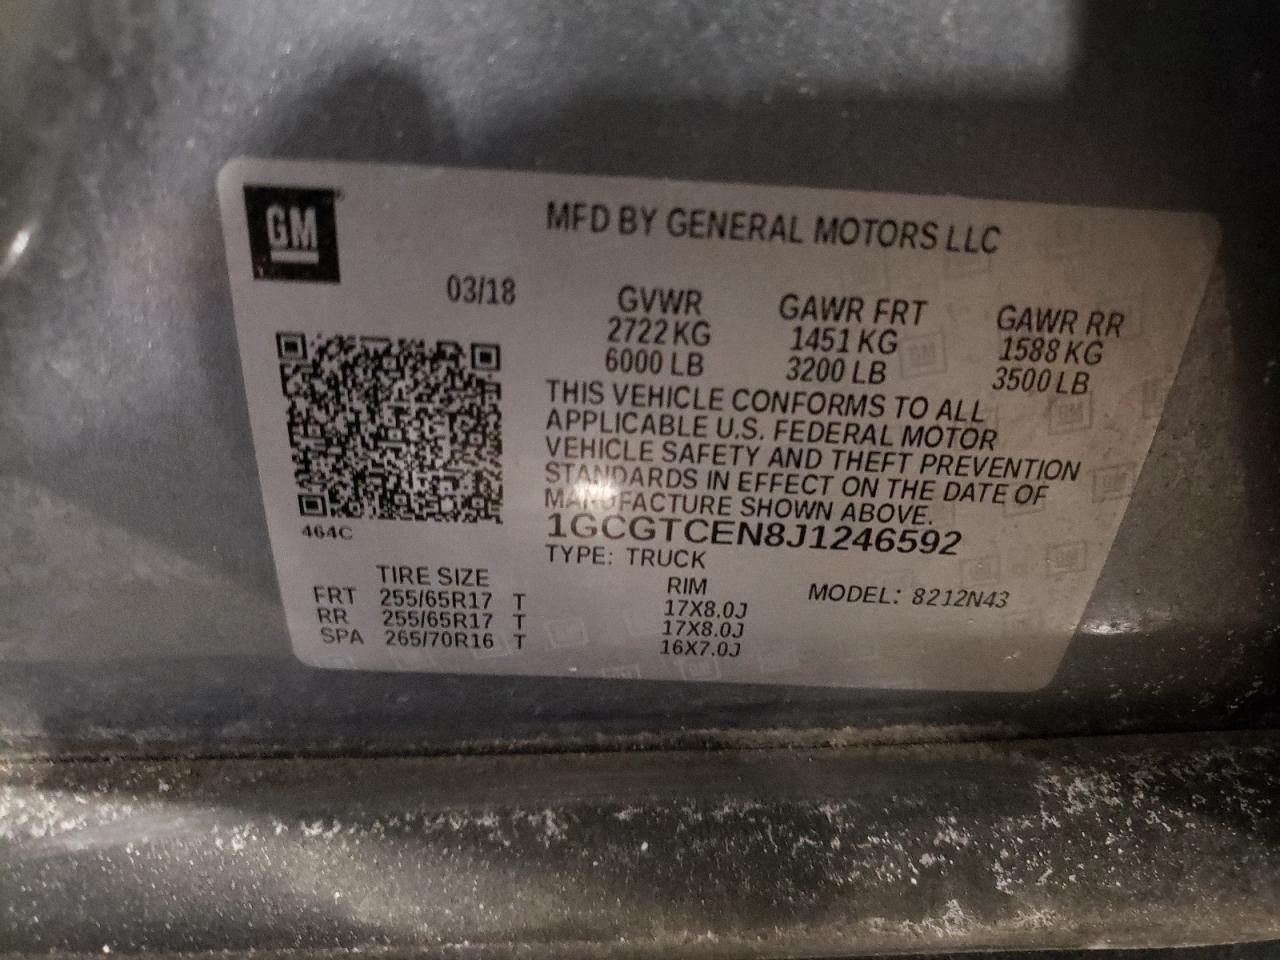 GM
MFD BY GENERAL MOTORS LLC
03/18
GVWR GAWR FRT GAWR RR
2722 KG 1451 KG 1588 KG
6000 LB 3200 LB 3500 LB
THIS VEHICLE CONFORMS TO ALL
APPLICABLE U.S. FEDERAL MOTOR
VEHICLE SAFETY AND THEFT PREVENTION
STANDARDS IN EFFECT ON THE DATE OF
MANUFACTURE SHOWN ABOVE.
464C
1GCGTCEN8J1246592
TYPE: TRUCK
TIRE SIZE RIM MODEL: 8212N43
FRT 255/65R17 T 17X8.0J
RR 255/65R17 T 17X8.0J
SPA 265/70R16 T 16X7.0J